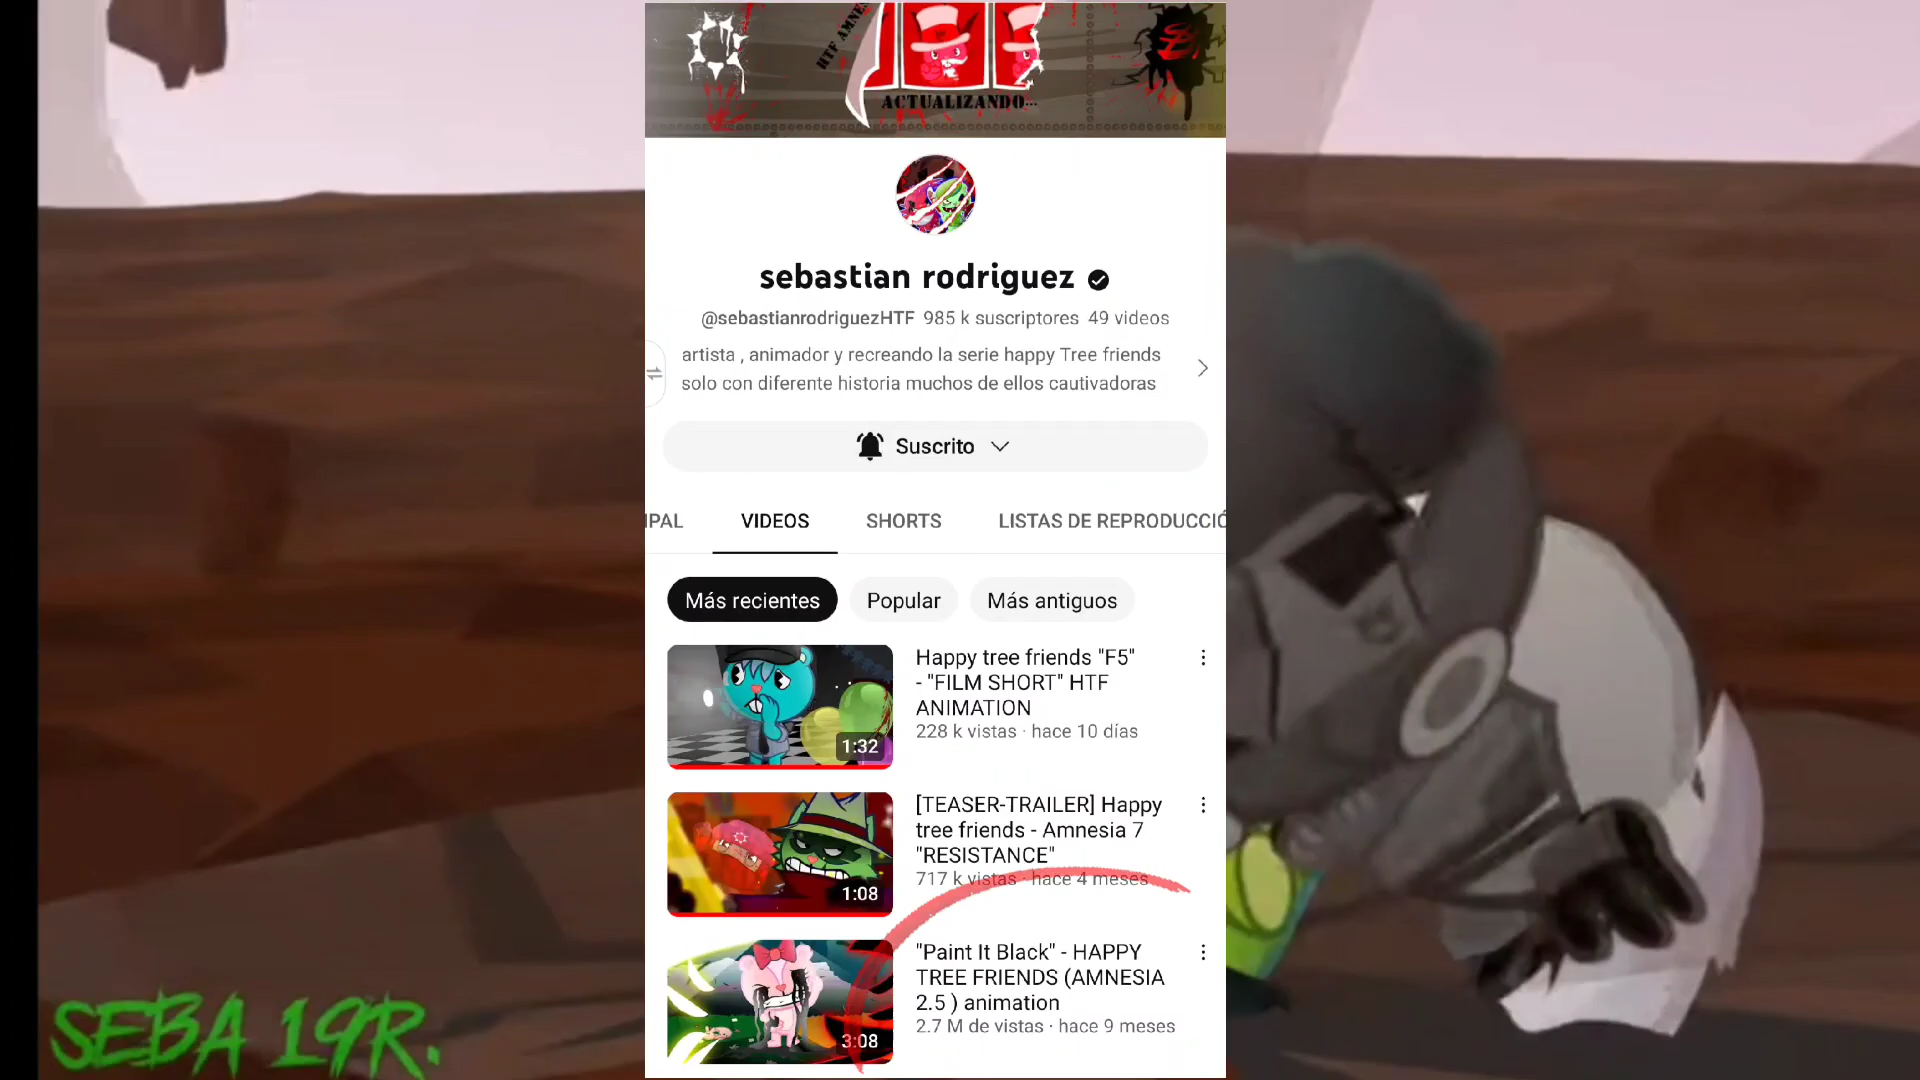 HTF AMNES
ACTUALIZANDO...
sebastian rodriguez
@sebastianrodriguezHTF 985 k suscriptores 49 videos
artista , animador y recreando la serie happy Tree friends
solo con diferente historia muchos de ellos cautivadoras
Suscrito
IPAL VIDEOS SHORTS LISTAS DE REPRODUCCIÓ
Más recientes Popular Más antiguos
Happy tree friends "F5"
- "FILM SHORT" HTF
ANIMATION
228 k vistas · hace 10 días
1:32
[TEASER-TRAILER] Happy
tree friends - Amnesia 7
"RESISTANCE"
717 k vistas · hace 4 meses
1:08
"Paint It Black" - HAPPY
TREE FRIENDS (AMNESIA
2.5 ) animation
2.7 M de vistas · hace 9 meses
3:08
SEBA 19R.